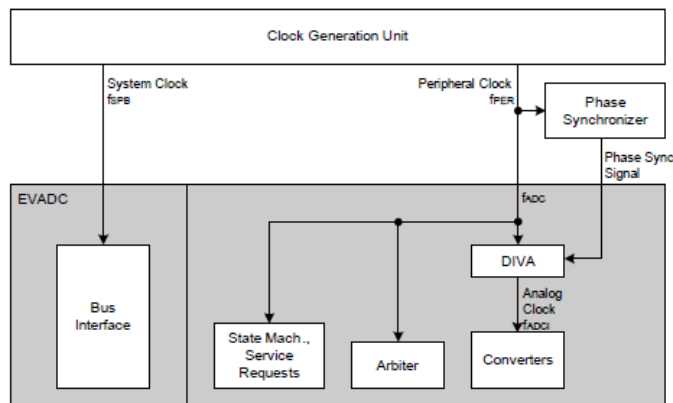 Clock Generation Unit
System Clock
fSPB
Peripheral Clock
fPER
Phase
Synchronizer
Phase Sync
Signal
EVADC
fADC
Bus
Interface
DIVA
Analog
Clock
fADCI
State Mach.,
Service
Requests
Arbiter
Converters